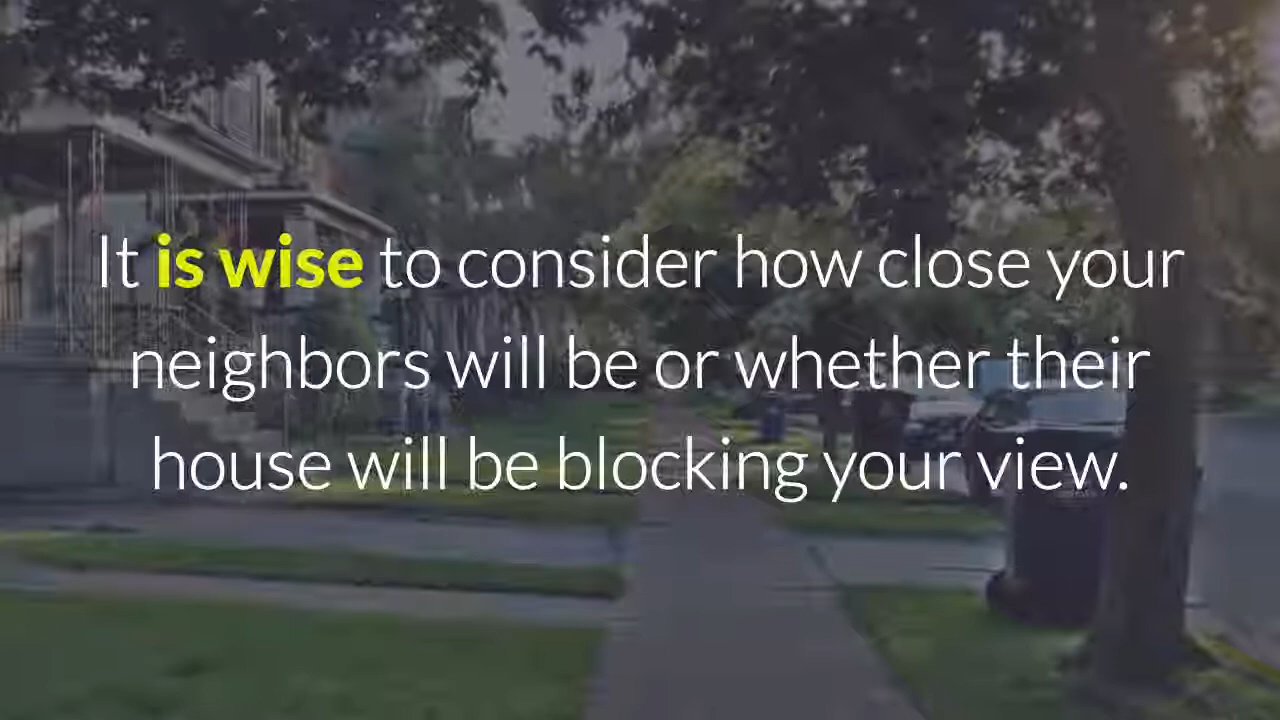 It is wise to consider how close your
neighbors will be or whether their
house will be blocking your view.